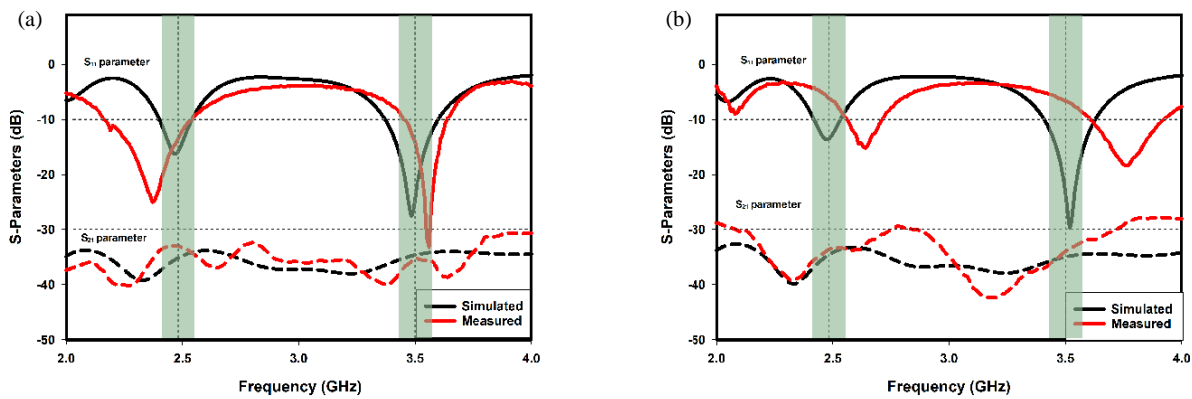 (a)
S-Parameters (dB)
0
-10
-20
-30
-40
-50
S₁₁ parameter
S₂₁ parameter
Simulated
Measured
2.0 2.5 3.0 3.5 4.0
Frequency (GHz)
(b)
S-Parameters (dB)
0
-10
-20
-30
-40
-50
S₁₁ parameter
S₂₁ parameter
Simulated
Measured
2.0 2.5 3.0 3.5 4.0
Frequency (GHz)